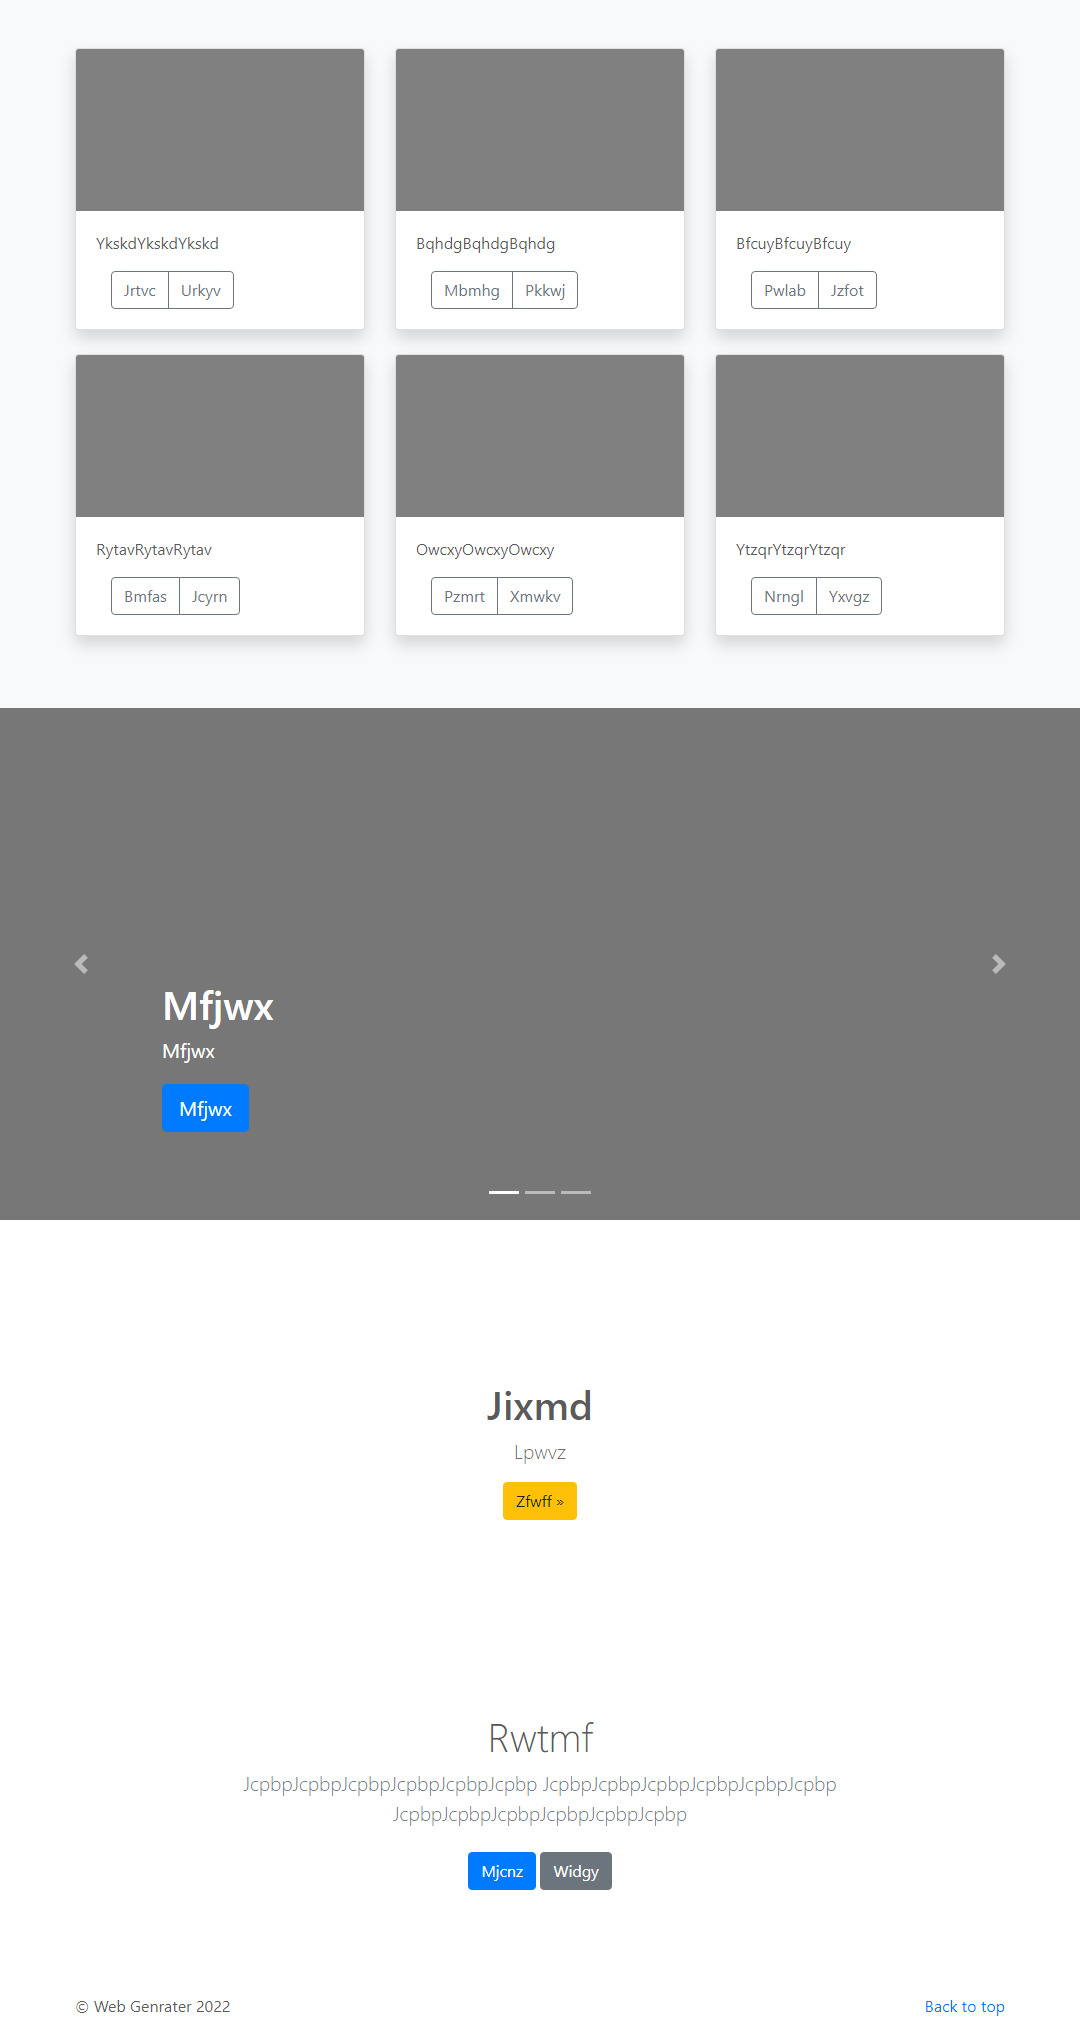 YkskdYkskdYkskd
Jrtvc Urkyv
BqhdgBqhdgBqhdg
Mbmhg Pkkwj
BfcuyBfcuyBfcuy
Pwlab Jzfot
RytavRytavRytav
Bmfas Jcyrn
OwcxyOwcxyOwcxy
Pzmrt Xmwkv
YtzqrYtzqrYtzqr
Nrngl Yxvgz
Mfjwx
Mfjwx
Mfjwx
Jixmd
Lpwvz
Zfwff »
Rwtmf
JcpbpJcpbpJcpbpJcpbpJcpbpJcpbp JcpbpJcpbpJcpbpJcpbpJcpbpJcpbp
JcpbpJcpbpJcpbpJcpbpJcpbpJcpbp
Mjcnz Widgy
© Web Genrater 2022
Back to top